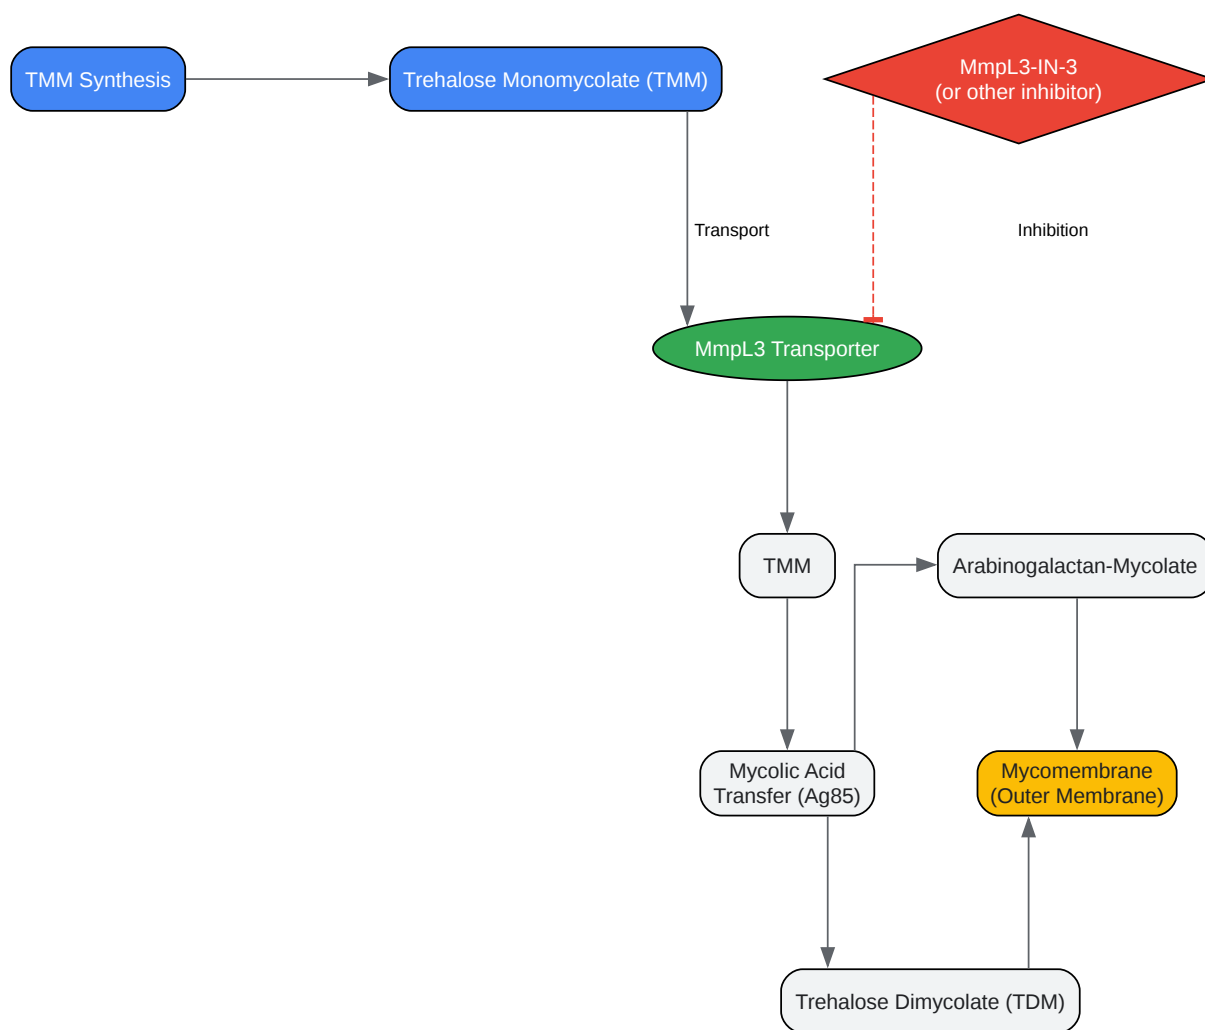 TMM Synthesis
Trehalose Monomycolate (TMM)
MmpL3-IN-3
(or other inhibitor)
Transport
Inhibition
MmpL3 Transporter
TMM
Arabinogalactan-Mycolate
Mycolic Acid
Transfer (Ag85)
Mycomembrane
(Outer Membrane)
Trehalose Dimycolate (TDM)